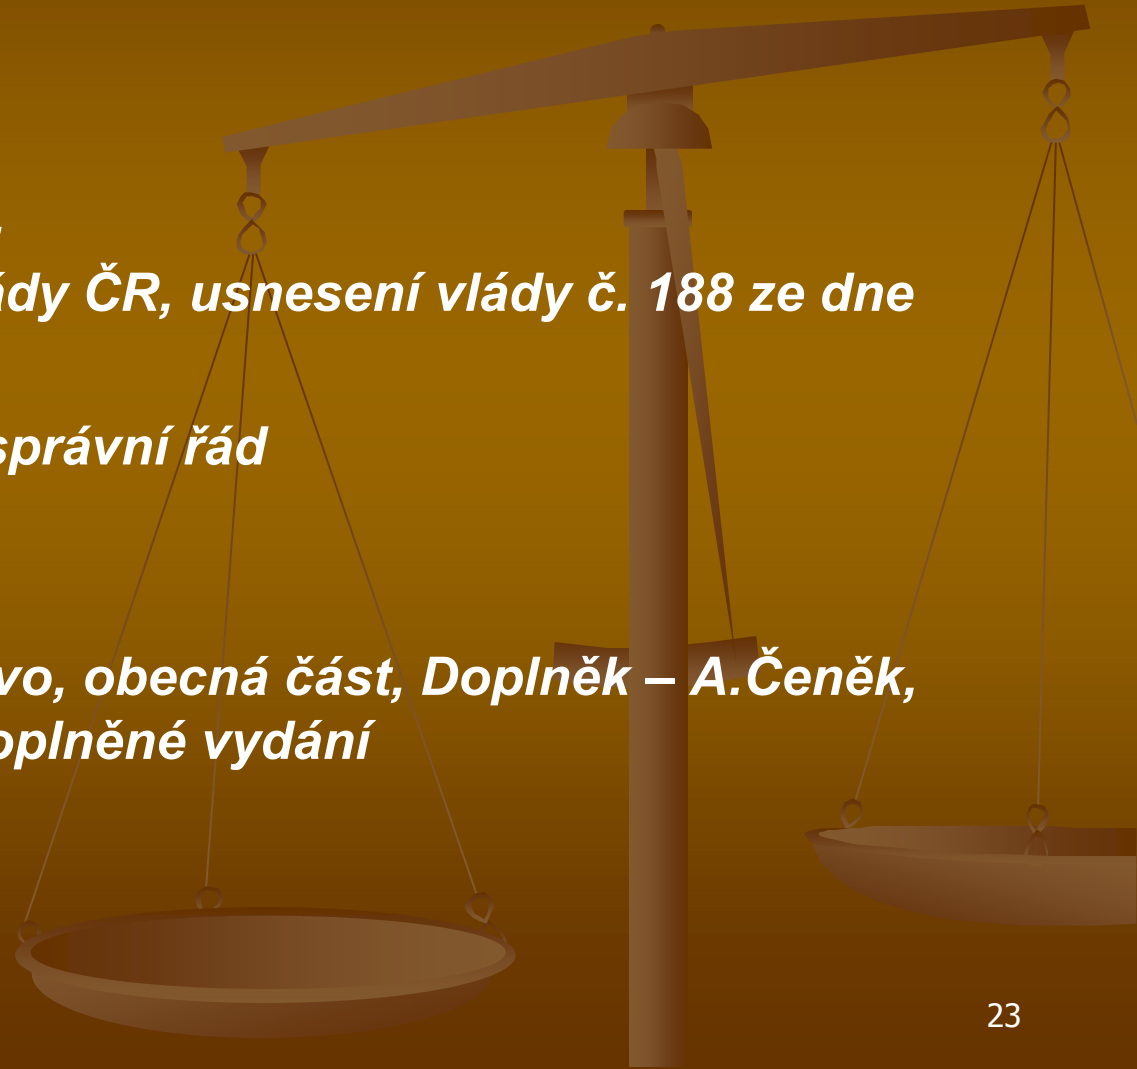 ády ČR, usnesení vlády č. 188 ze dne
správní řád
vo, obecná část, Doplněk – A.Čeněk,
oplněné vydání
23